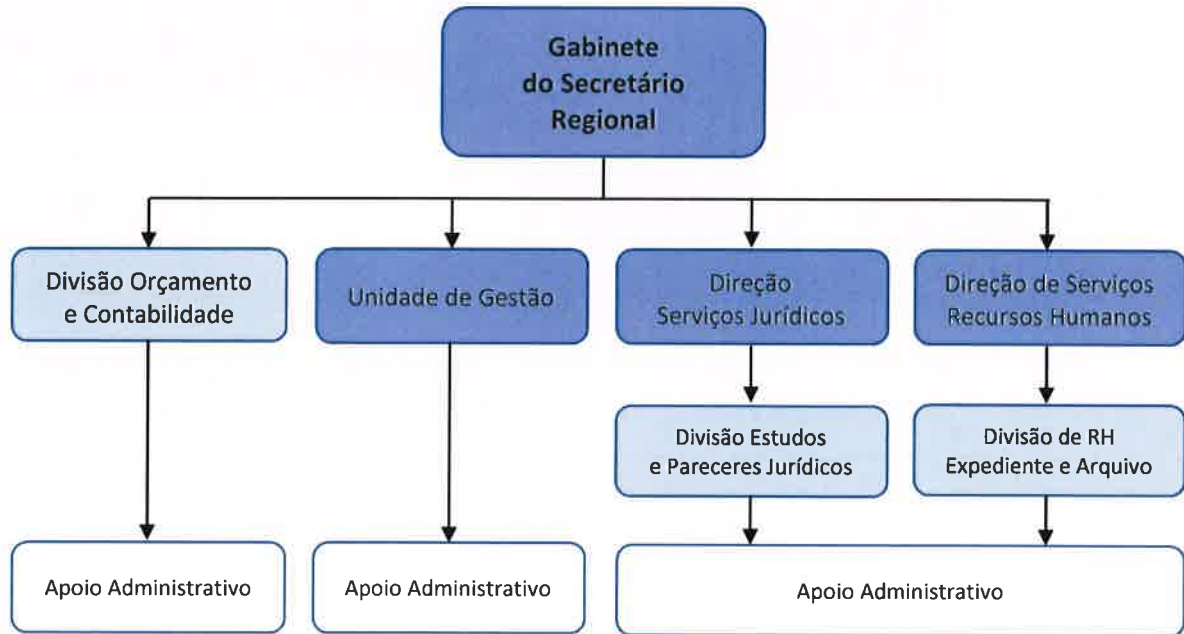 Gabinete
do Secretário
Regional
Divisão Orçamento
e Contabilidade
Unidade de Gestão
Direção
Serviços Jurídicos
Direção de Serviços
Recursos Humanos
Divisão Estudos
e Pareceres Jurídicos
Divisão de RH
Expediente e Arquivo
Apoio Administrativo
Apoio Administrativo
Apoio Administrativo